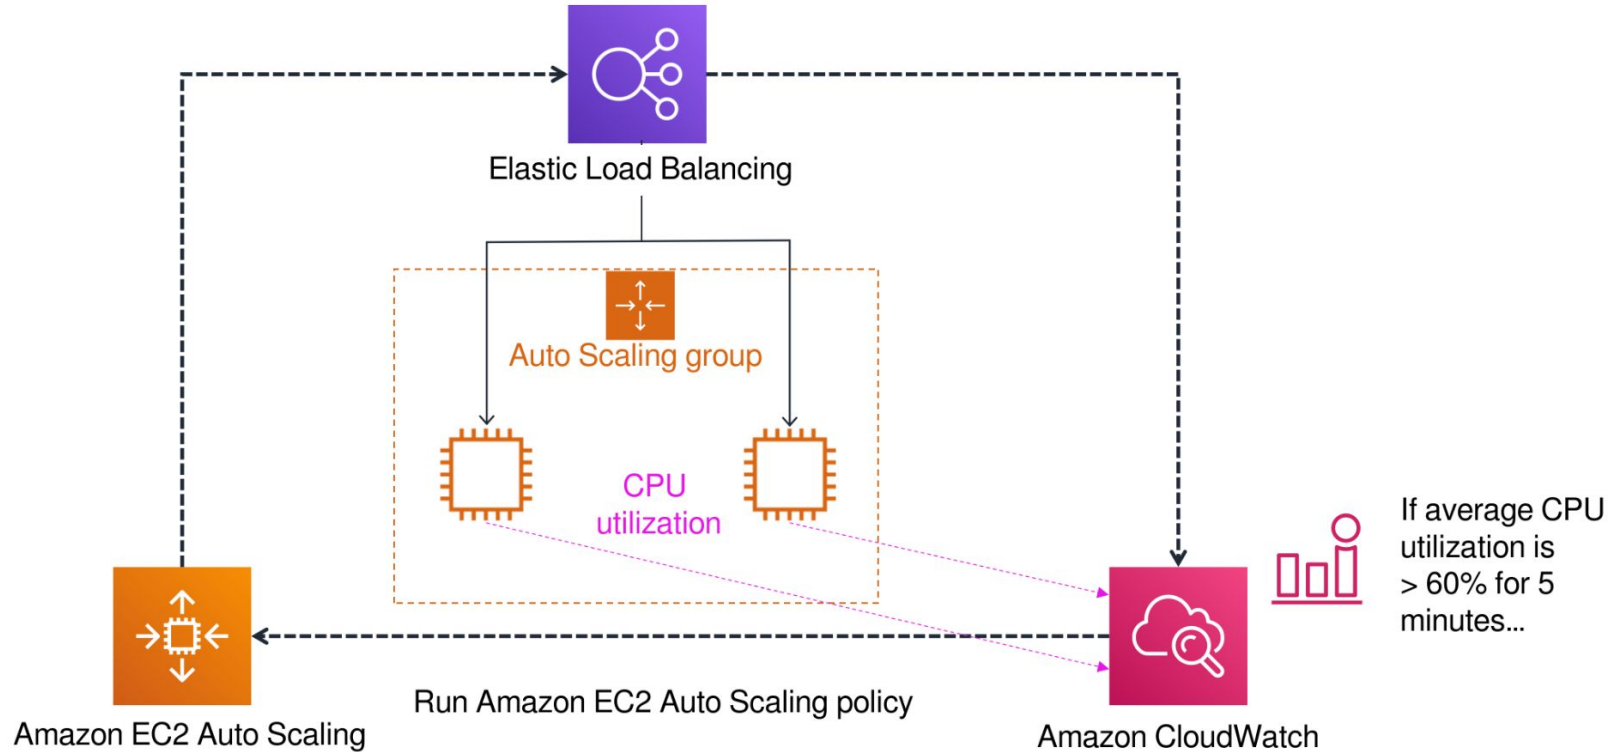 Elastic Load Balancing
Auto Scaling group
CPU
utilization
If average CPU
utilization is
> 60% for 5
minutes...
Run Amazon EC2 Auto Scaling policy
Amazon EC2 Auto Scaling
Amazon CloudWatch